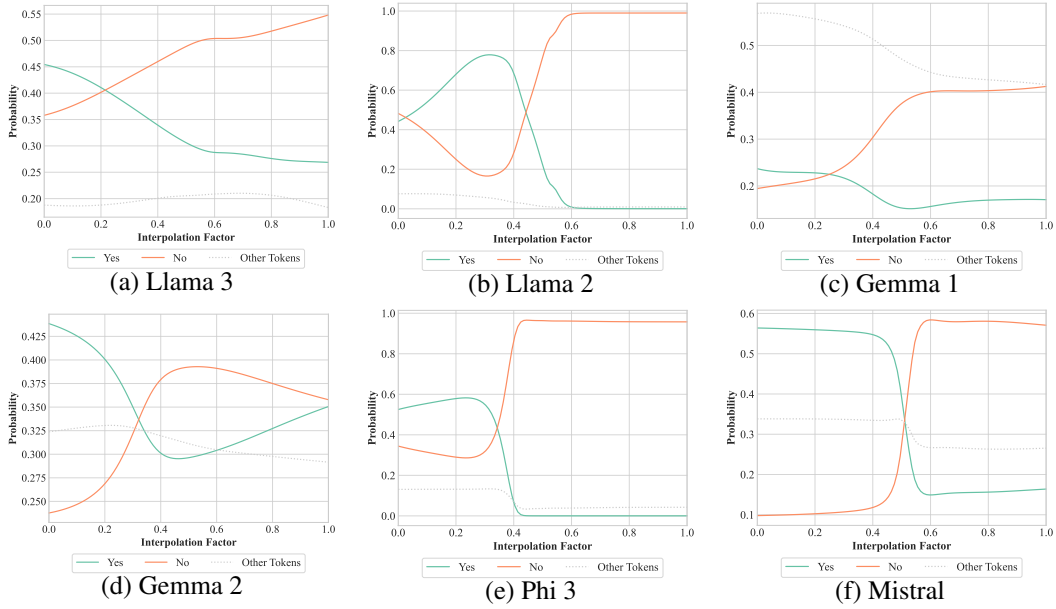 0.55
0.50
0.45
0.40
0.35
0.30
0.25
0.20
Probability
0.0 0.2 0.4 0.6 0.8 1.0
Interpolation Factor
Yes No Other Tokens
(a) Llama 3
1.0
0.8
0.6
0.4
0.2
0.0
Probability
0.0 0.2 0.4 0.6 0.8 1.0
Interpolation Factor
Yes No Other Tokens
(b) Llama 2
0.5
0.4
0.3
0.2
Probability
0.0 0.2 0.4 0.6 0.8 1.0
Interpolation Factor
Yes No Other Tokens
(c) Gemma 1
0.425
0.400
0.375
0.350
0.325
0.300
0.275
0.250
Probability
0.0 0.2 0.4 0.6 0.8 1.0
Interpolation Factor
Yes No Other Tokens
(d) Gemma 2
1.0
0.8
0.6
0.4
0.2
0.0
Probability
0.0 0.2 0.4 0.6 0.8 1.0
Interpolation Factor
Yes No Other Tokens
(e) Phi 3
0.6
0.5
0.4
0.3
0.2
0.1
Probability
0.0 0.2 0.4 0.6 0.8 1.0
Interpolation Factor
Yes No Other Tokens
(f) Mistral